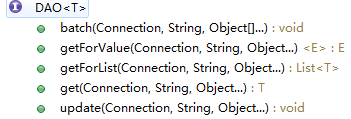 DAO<T>
batch(Connection, String, Object[]...) : void
getForValue(Connection, String, Object...) <E> : E
getForList(Connection, String, Object...) : List<T>
get(Connection, String, Object...) : T
update(Connection, String, Object...) : void